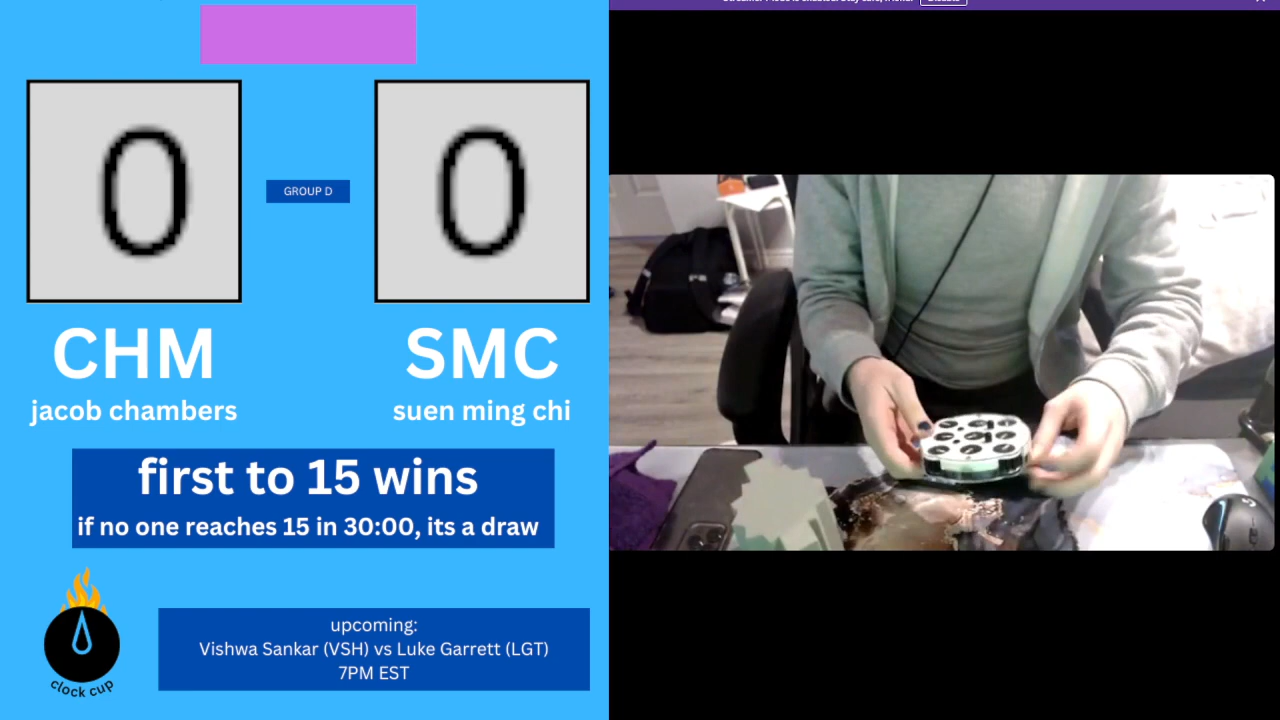 0
0
GROUP D
CHM
SMC
jacob chambers
suen ming chi
first to 15 wins
if no one reaches 15 in 30:00, its a draw
upcoming:
Vishwa Sankar (VSH) vs Luke Garrett (LGT)
7PM EST
clock cup